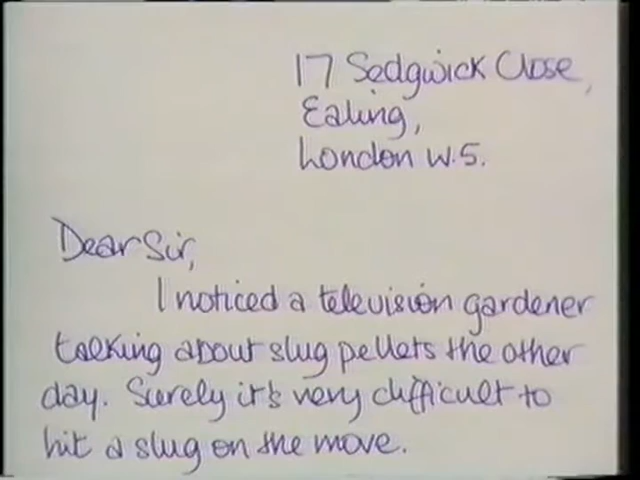 17 Sedgwick Close,
Ealing,
London W.5.
Dear Sir,
I noticed a television gardener
talking about slug pellets the other
day. Surely it's very difficult to
hit a slug on the move.